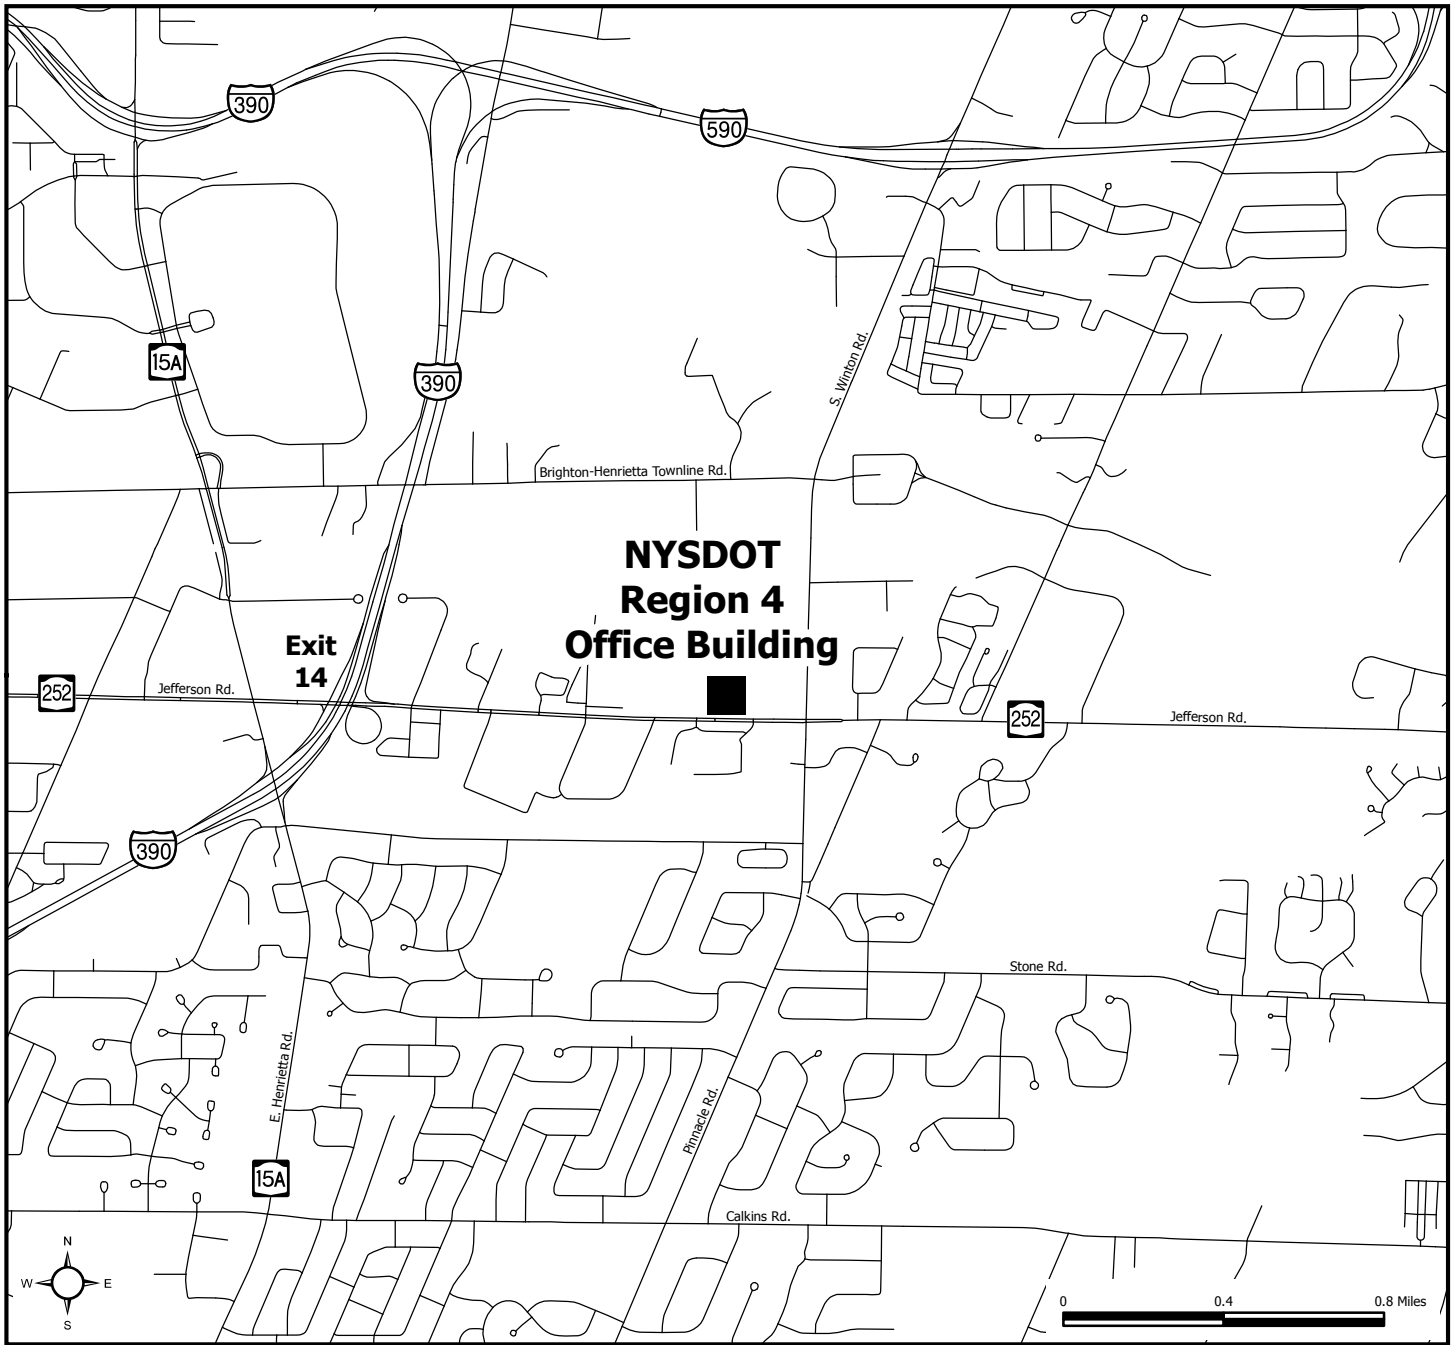 390
590
15A
390
S. Winton Rd.
Brighton-Henrietta Townline Rd.
NYSDOT
Region 4
Office Building
Exit
14
252
Jefferson Rd.
252
Jefferson Rd.
390
Stone Rd.
E. Henrietta Rd.
Pinnacle Rd.
15A
Calkins Rd.
N
W E
S
0 0.4 0.8 Miles